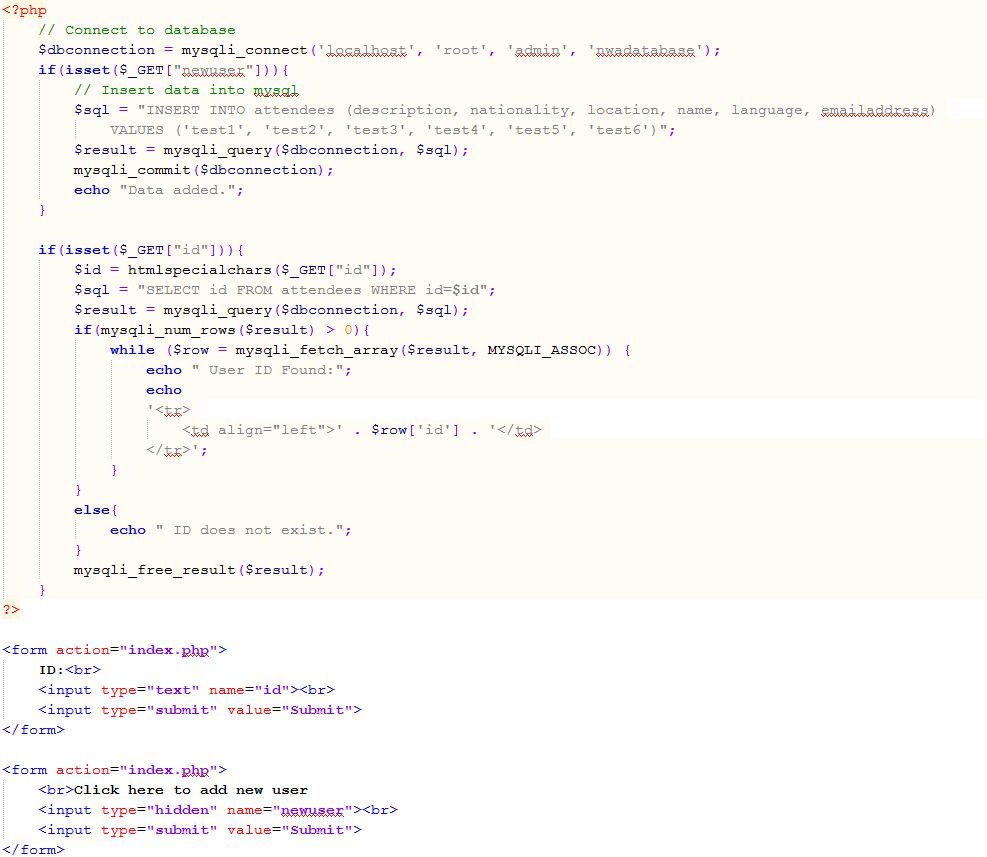 <?php
    // Connect to database
    $dbconnection = mysqli_connect('localhost', 'root', 'admin', 'nwadatabase');
    if(isset($_GET["newuser"])){
        // Insert data into mysql
        $sql = "INSERT INTO attendees (description, nationality, location, name, language, emailaddress)
            VALUES ('test1', 'test2', 'test3', 'test4', 'test5', 'test6')";
        $result = mysqli_query($dbconnection, $sql);
        mysqli_commit($dbconnection);
        echo "Data added.";
    }

    if(isset($_GET["id"])){
        $id = htmlspecialchars($_GET["id"]);
        $sql = "SELECT id FROM attendees WHERE id=$id";
        $result = mysqli_query($dbconnection, $sql);
        if(mysqli_num_rows($result) > 0){
            while ($row = mysqli_fetch_array($result, MYSQLI_ASSOC)) {
                echo " User ID Found:";
                echo
                '<tr>
                    <td align="left">' . $row['id'] . '</td>
                </tr>';
            }
        }
        else{
            echo " ID does not exist.";
        }
        mysqli_free_result($result);
    }
?>

<form action="index.php">
    ID:<br>
    <input type="text" name="id"><br>
    <input type="submit" value="Submit">
</form>

<form action="index.php">
    <br>Click here to add new user
    <input type="hidden" name="newuser"><br>
    <input type="submit" value="Submit">
</form>